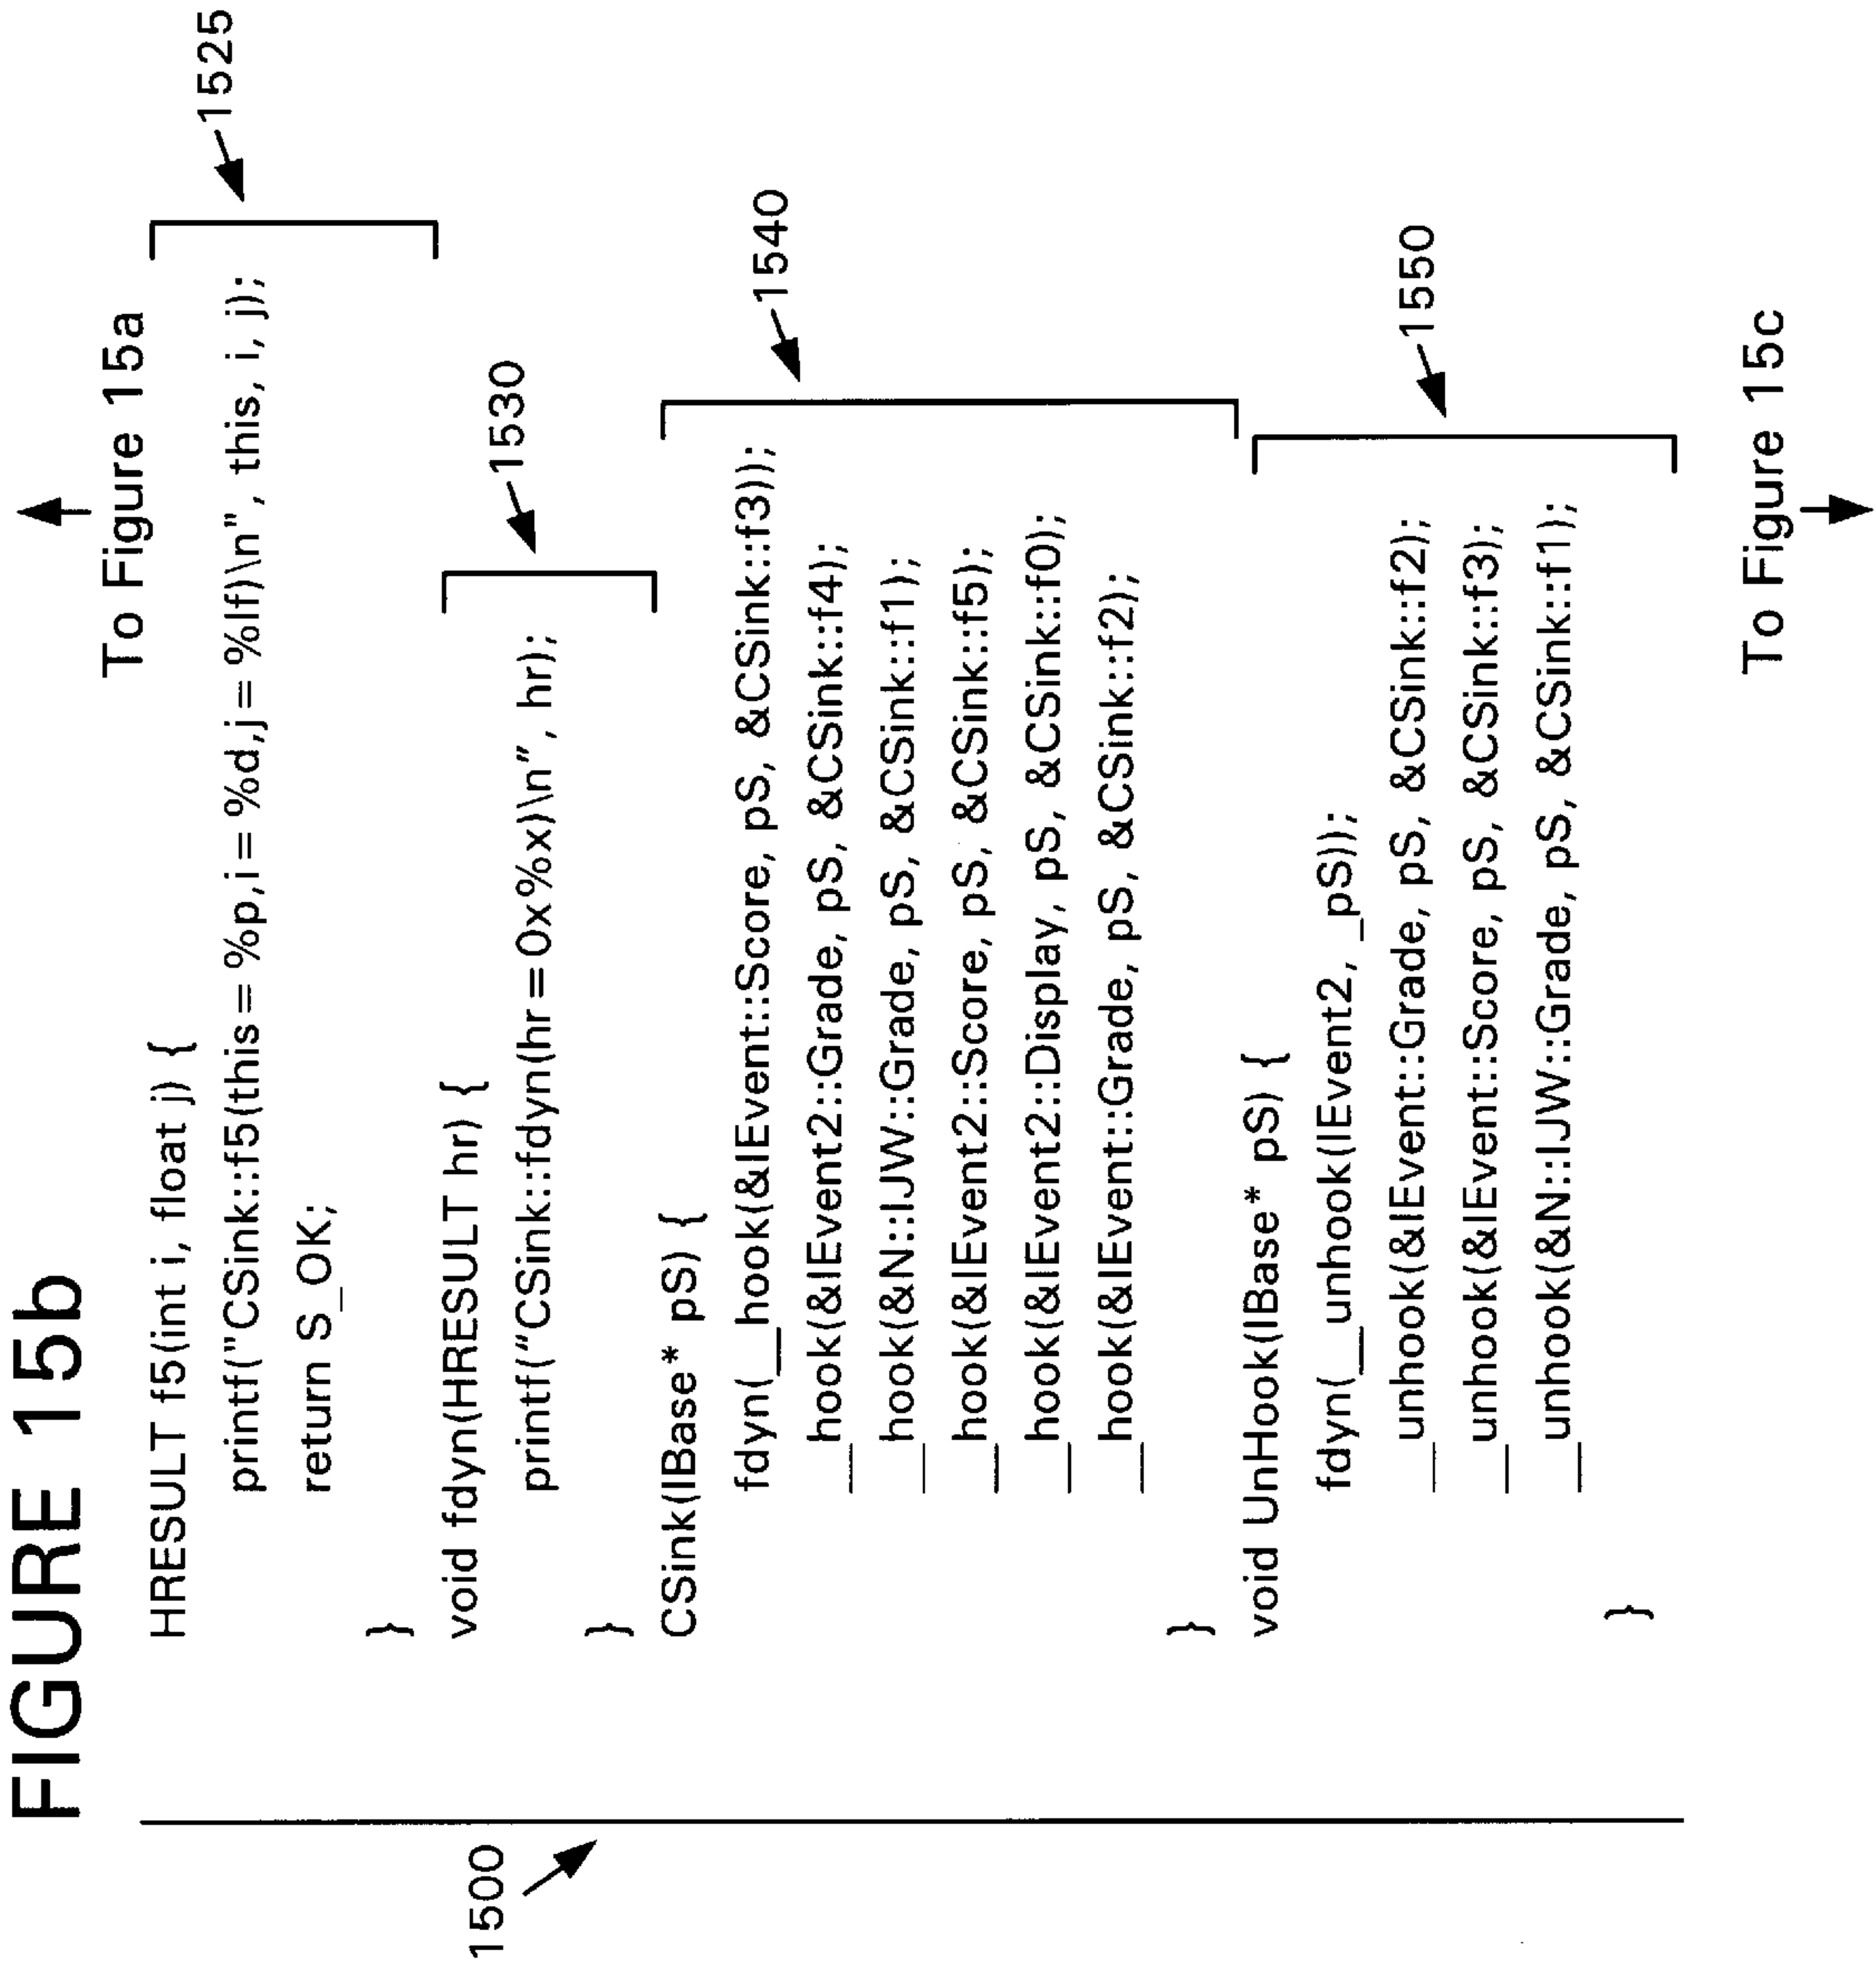 FIGURE 15b
To Figure 15a
HRESULT f5(int i, float j) {
printf("CSink::f5(this=%p,i=%d,j=%lf)\n", this, i, j);
return S_OK;
}
1525
void fdyn(HRESULT hr) {
printf("CSink::fdyn(hr=0x%x)\n", hr);
}
1530
1500
CSink(IBase* pS) {
fdyn(__hook(&IEvent::Score, pS, &CSink::f3));
__hook(&IEvent2::Grade, pS, &CSink::f4);
__hook(&N::IJW::Grade, pS, &CSink::f1);
__hook(&IEvent2::Score, pS, &CSink::f5);
__hook(&IEvent2::Display, pS, &CSink::f0);
__hook(&IEvent::Grade, pS, &CSink::f2);
}
1540
void UnHook(IBase* pS) {
fdyn(__unhook(IEvent2, _pS));
__unhook(&IEvent::Grade, pS, &CSink::f2);
__unhook(&IEvent::Score, pS, &CSink::f3);
__unhook(&N::IJW::Grade, pS, &CSink::f1);
}
1550
To Figure 15c